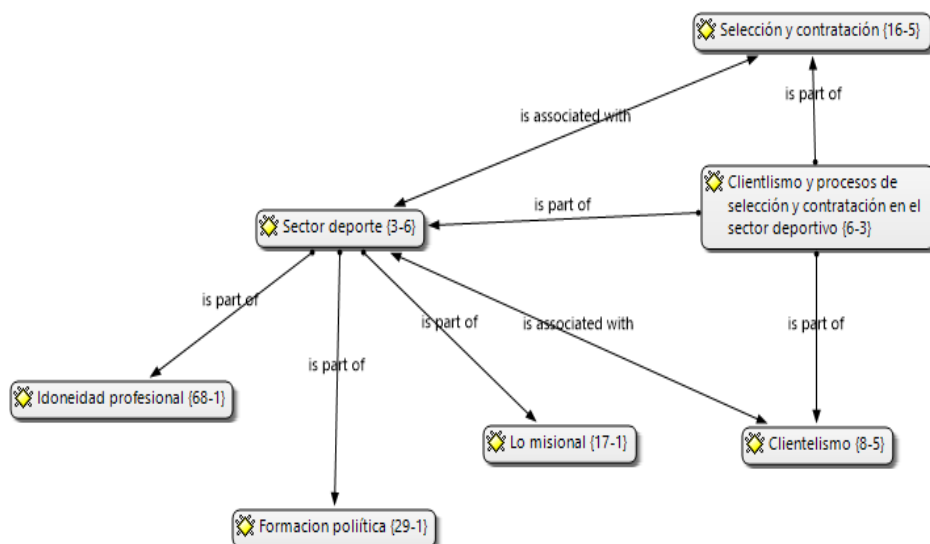 Selección y contratación {16-5}
is associated with
is part of
Clientlismo y procesos de
selección y contratación en el
sector deportivo {6-3}
is part of
Sector deporte {3-6}
is part of
is part of
is part of
is associated with
is part of
Idoneidad profesional {68-1}
Lo misional {17-1}
Clientelismo {8-5}
Formacion poliítica {29-1}